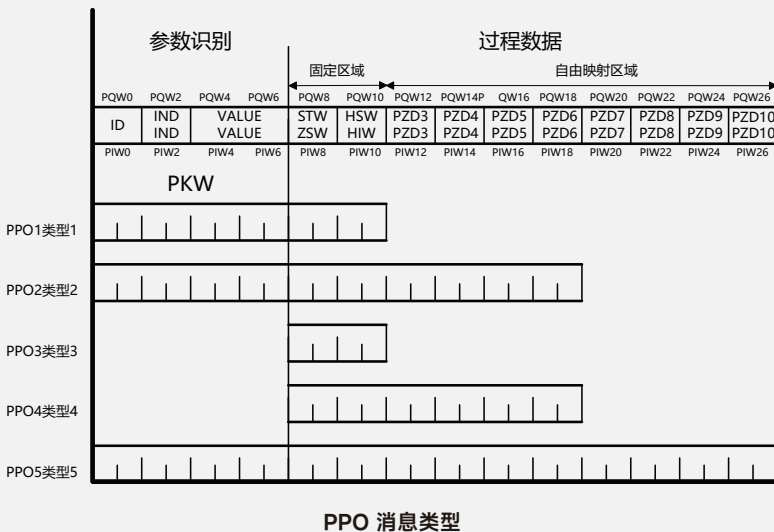 参数识别 过程数据
固定区域 自由映射区域
PQW0 PQW2 PQW4 PQW6 PQW8 PQW10 PQW12 PQW14P QW16 PQW18 PQW20 PQW22 PQW24 PQW26
ID IND VALUE STW HSW PZD3 PZD4 PZD5 PZD6 PZD7 PZD8 PZD9 PZD10
IND VALUE ZSW HIW PZD3 PZD4 PZD5 PZD6 PZD7 PZD8 PZD9 PZD10
PIW0 PIW2 PIW4 PIW6 PIW8 PIW10 PIW12 PIW14 PIW16 PIW18 PIW20 PIW22 PIW24 PIW26
PKW
PPO1类型1
PPO2类型2
PPO3类型3
PPO4类型4
PPO5类型5
PPO 消息类型